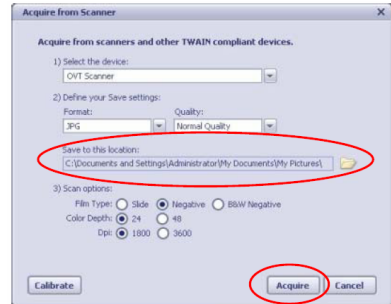 Acquire from Scanner
Acquire from scanners and other TWAIN compliant devices.
1) Select the device:
OVT Scanner
2) Define your Save settings:
Format: Quality:
JPG Normal Quality
Save to this location:
C:\Documents and Settings\Administrator\My Documents\My Pictures\
3) Scan options:
Film Type: Slide Negative B&W Negative
Color Depth: 24 48
Dpi: 1800 3600
Calibrate Acquire Cancel